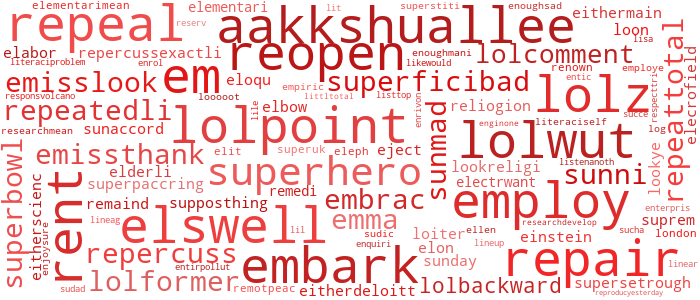 elementarimean elementari lit superstiti enoughsad
repeal aakkshuallee eithermain
reserv loon lisa
elabor repercussexactli reopen enoughmani lolcomment
literaciproblem enrol likewould renown employe
emisslook em eloqu superficibad lolz entic
responsvolcano empiric listtop
repeatedli looooot lile elbow littltotal enrivon reliogion literaciself succe log
researchmean sunaccord lolpoint enginone lolwut
emissthank elit superuk eleph eject listenanoth
elderli superhero sunmad lookreligi sunni lookye
superpaccring remedi electrwant
superbowl eitherscienc rent remaind supposthing embrac employ enterpris
lineag elswell emma researchdevelop suprem
enjoysure lil sudic loiter ellen einstein sucha london
repercuss enquiri elon lineup
embark sunday repair linear
lolformer entirpollut supersetrough
sudad remotpeac eitherdeloitt lolbackward reproducyesterday
respecttriv repeattotal electrofield